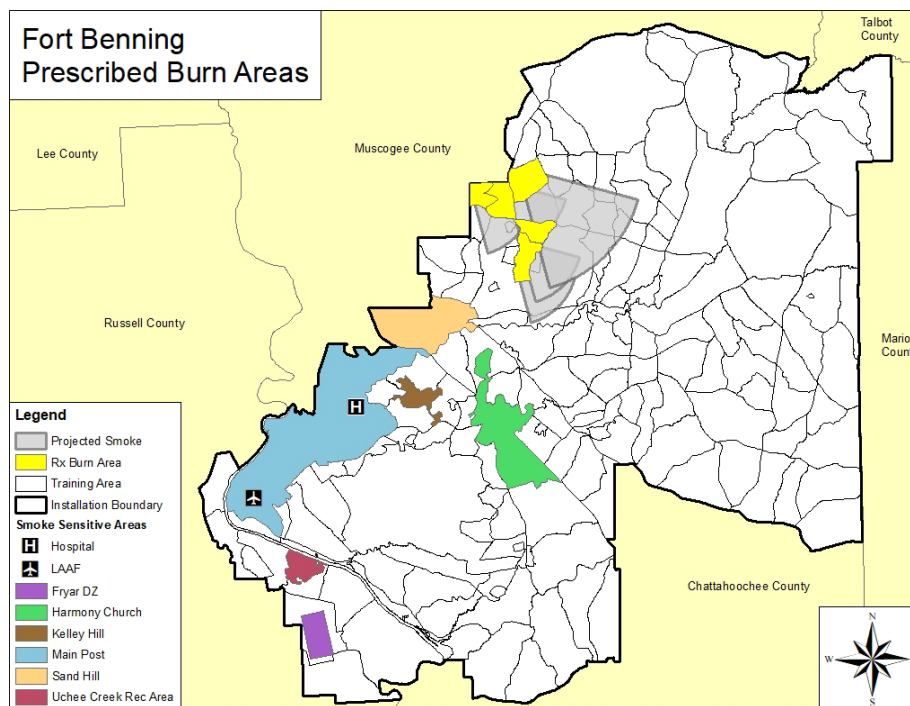 Fort Benning
Prescribed Burn Areas
Talbot
County
Muscogee County
Lee County
Russell County
Mario
Count
Chattahoochee County
Legend
Projected Smoke
Rx Burn Area
Training Area
Installation Boundary
Smoke Sensitive Areas
H
Hospital
LAAF
Fryar DZ
Harmony Church
Kelley Hill
Main Post
Sand Hill
Uchee Creek Rec Area
H
N
W
E
S